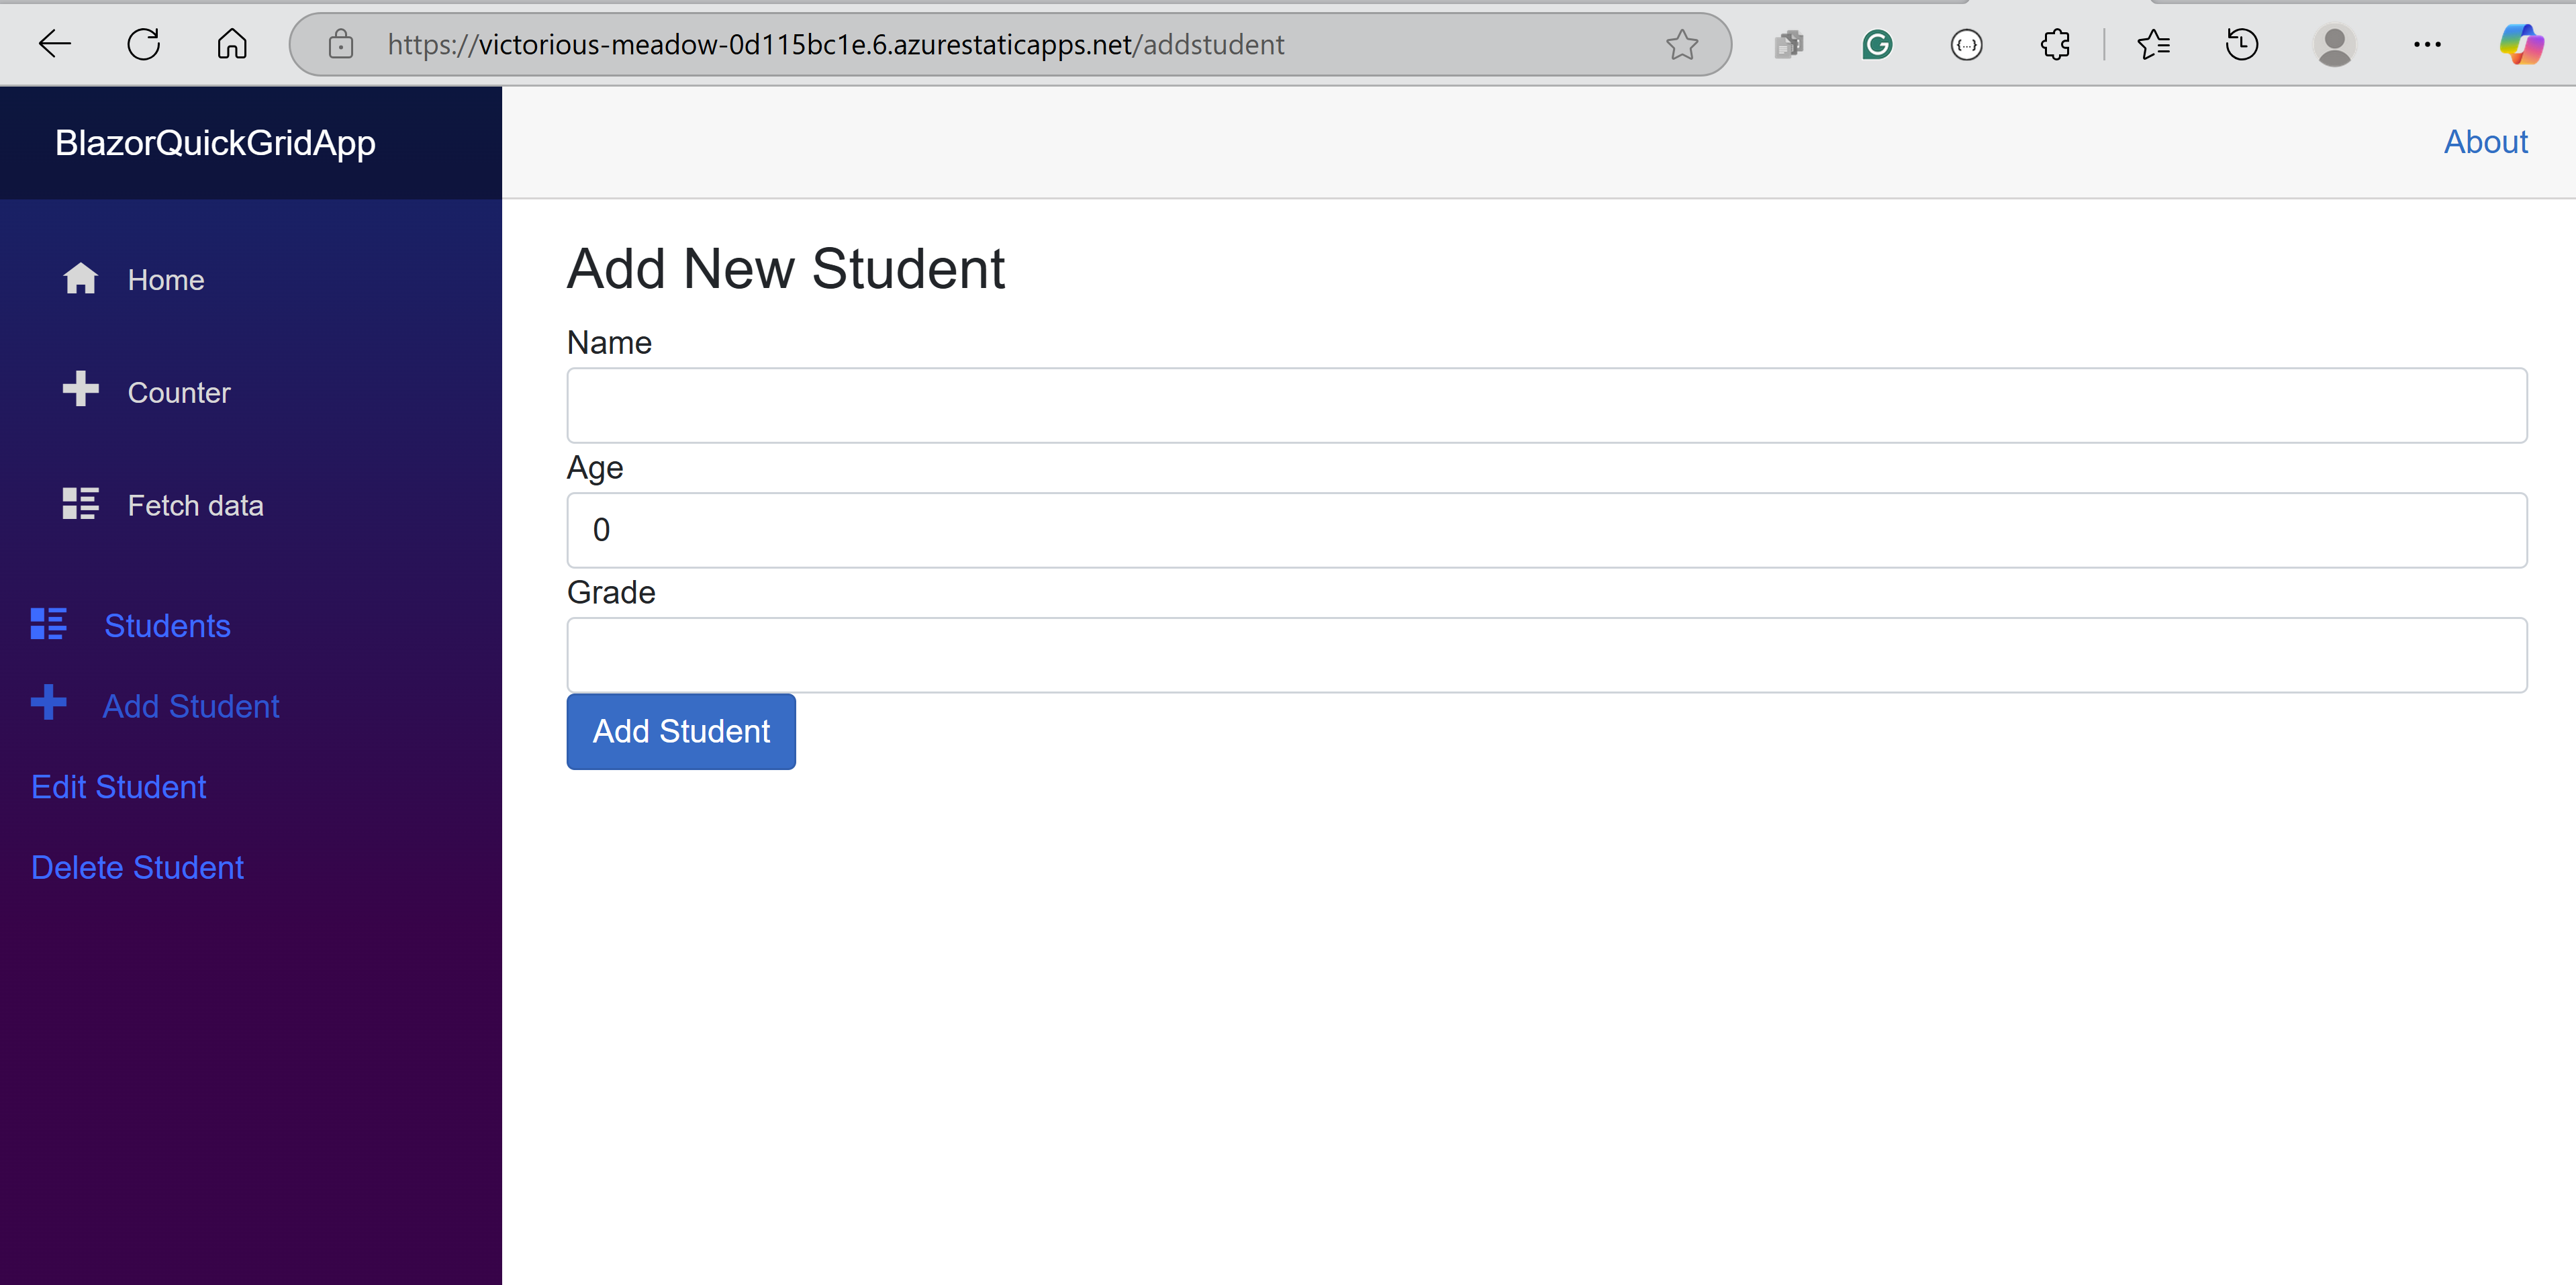 https://victorious-meadow-0d115bc1e.6.azurestaticapps.net/addstudent
BlazorQuickGridApp
About
Home
Counter
Fetch data
Students
Add Student
Edit Student
Delete Student
Add New Student
Name
Age
0
Grade
Add Student